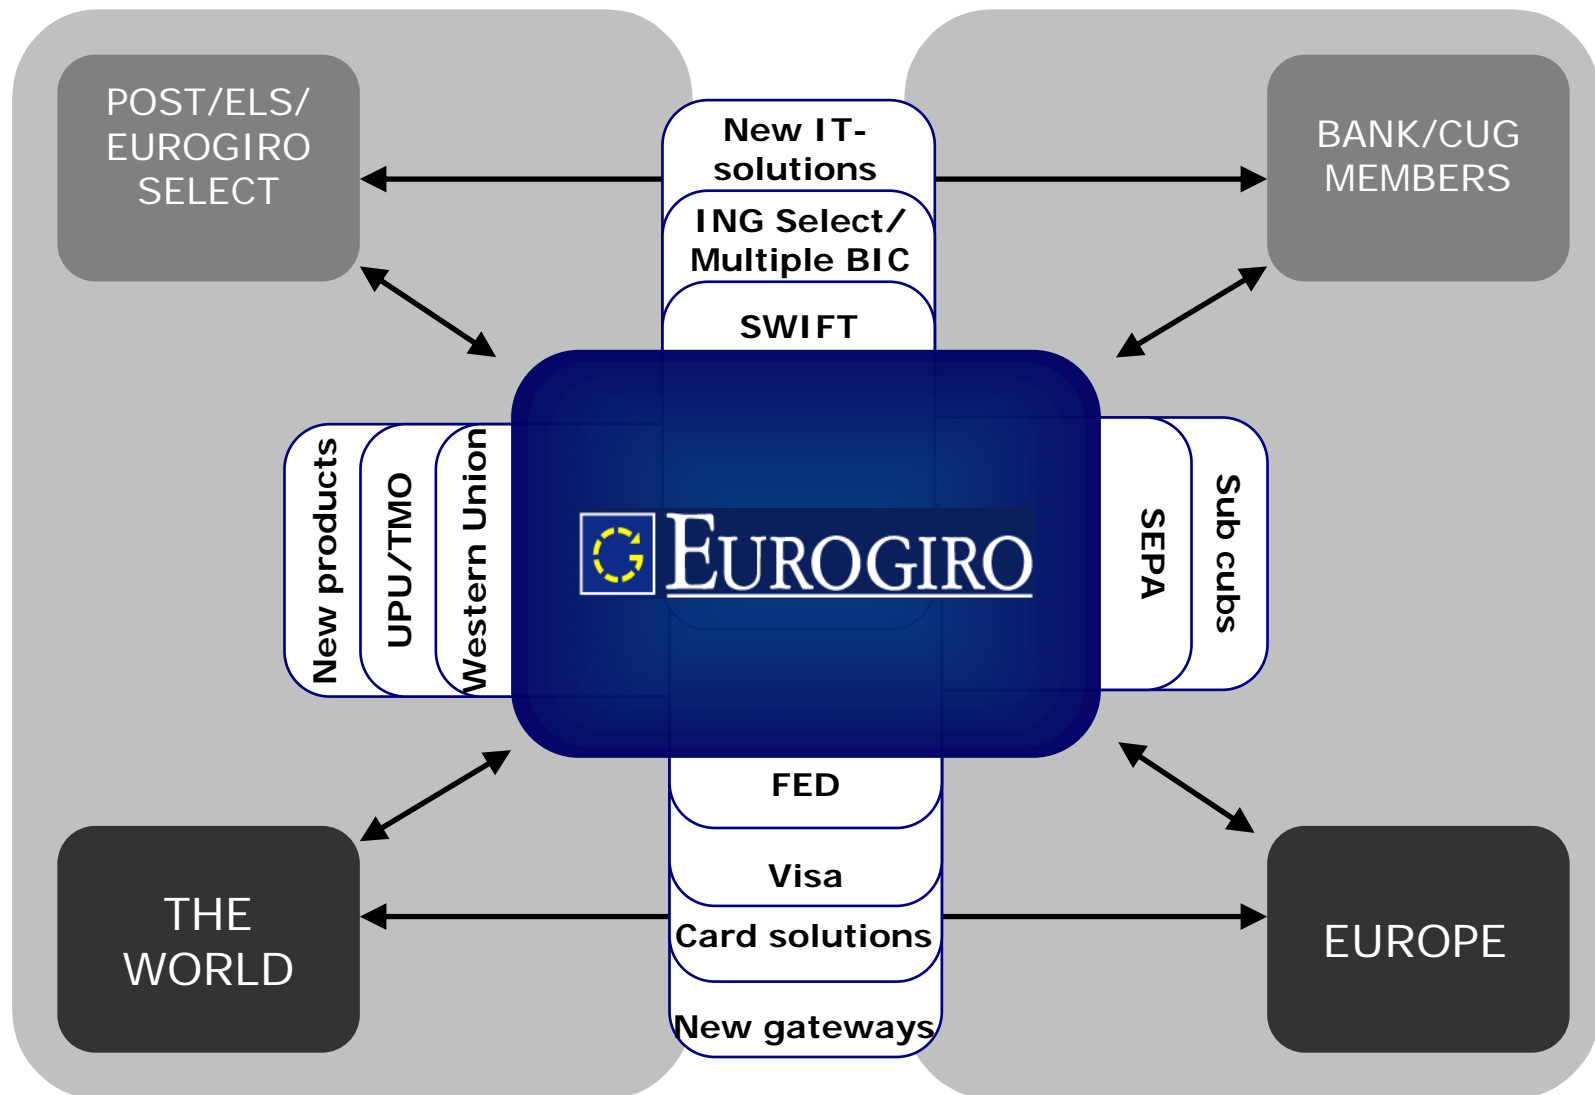 POST/ELS/
EUROGIRO
SELECT
New IT-
solutions
ING Select/
Multiple BIC
SWIFT
BANK/CUG
MEMBERS
New products
UPU/TMO
Western Union
EUROGIRO
SEPA
Sub cubs
FED
Visa
Card solutions
New gateways
THE
WORLD
EUROPE